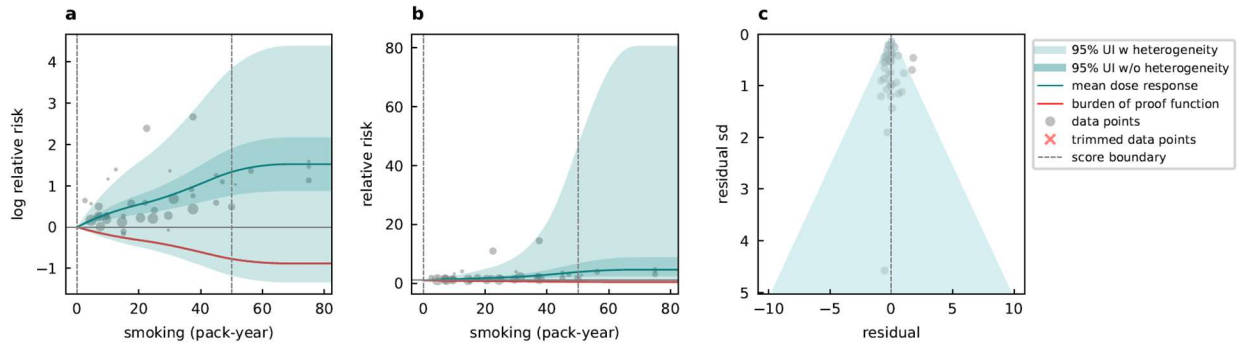 a
log relative risk
4
3
2
1
0
−1
0 20 40 60 80
smoking (pack-year)
b
relative risk
80
60
40
20
0
0 20 40 60 80
smoking (pack-year)
c
residual sd
0
1
2
3
4
5
−10 −5 0 5 10
residual
95% UI w heterogeneity
95% UI w/o heterogeneity
mean dose response
burden of proof function
data points
trimmed data points
score boundary